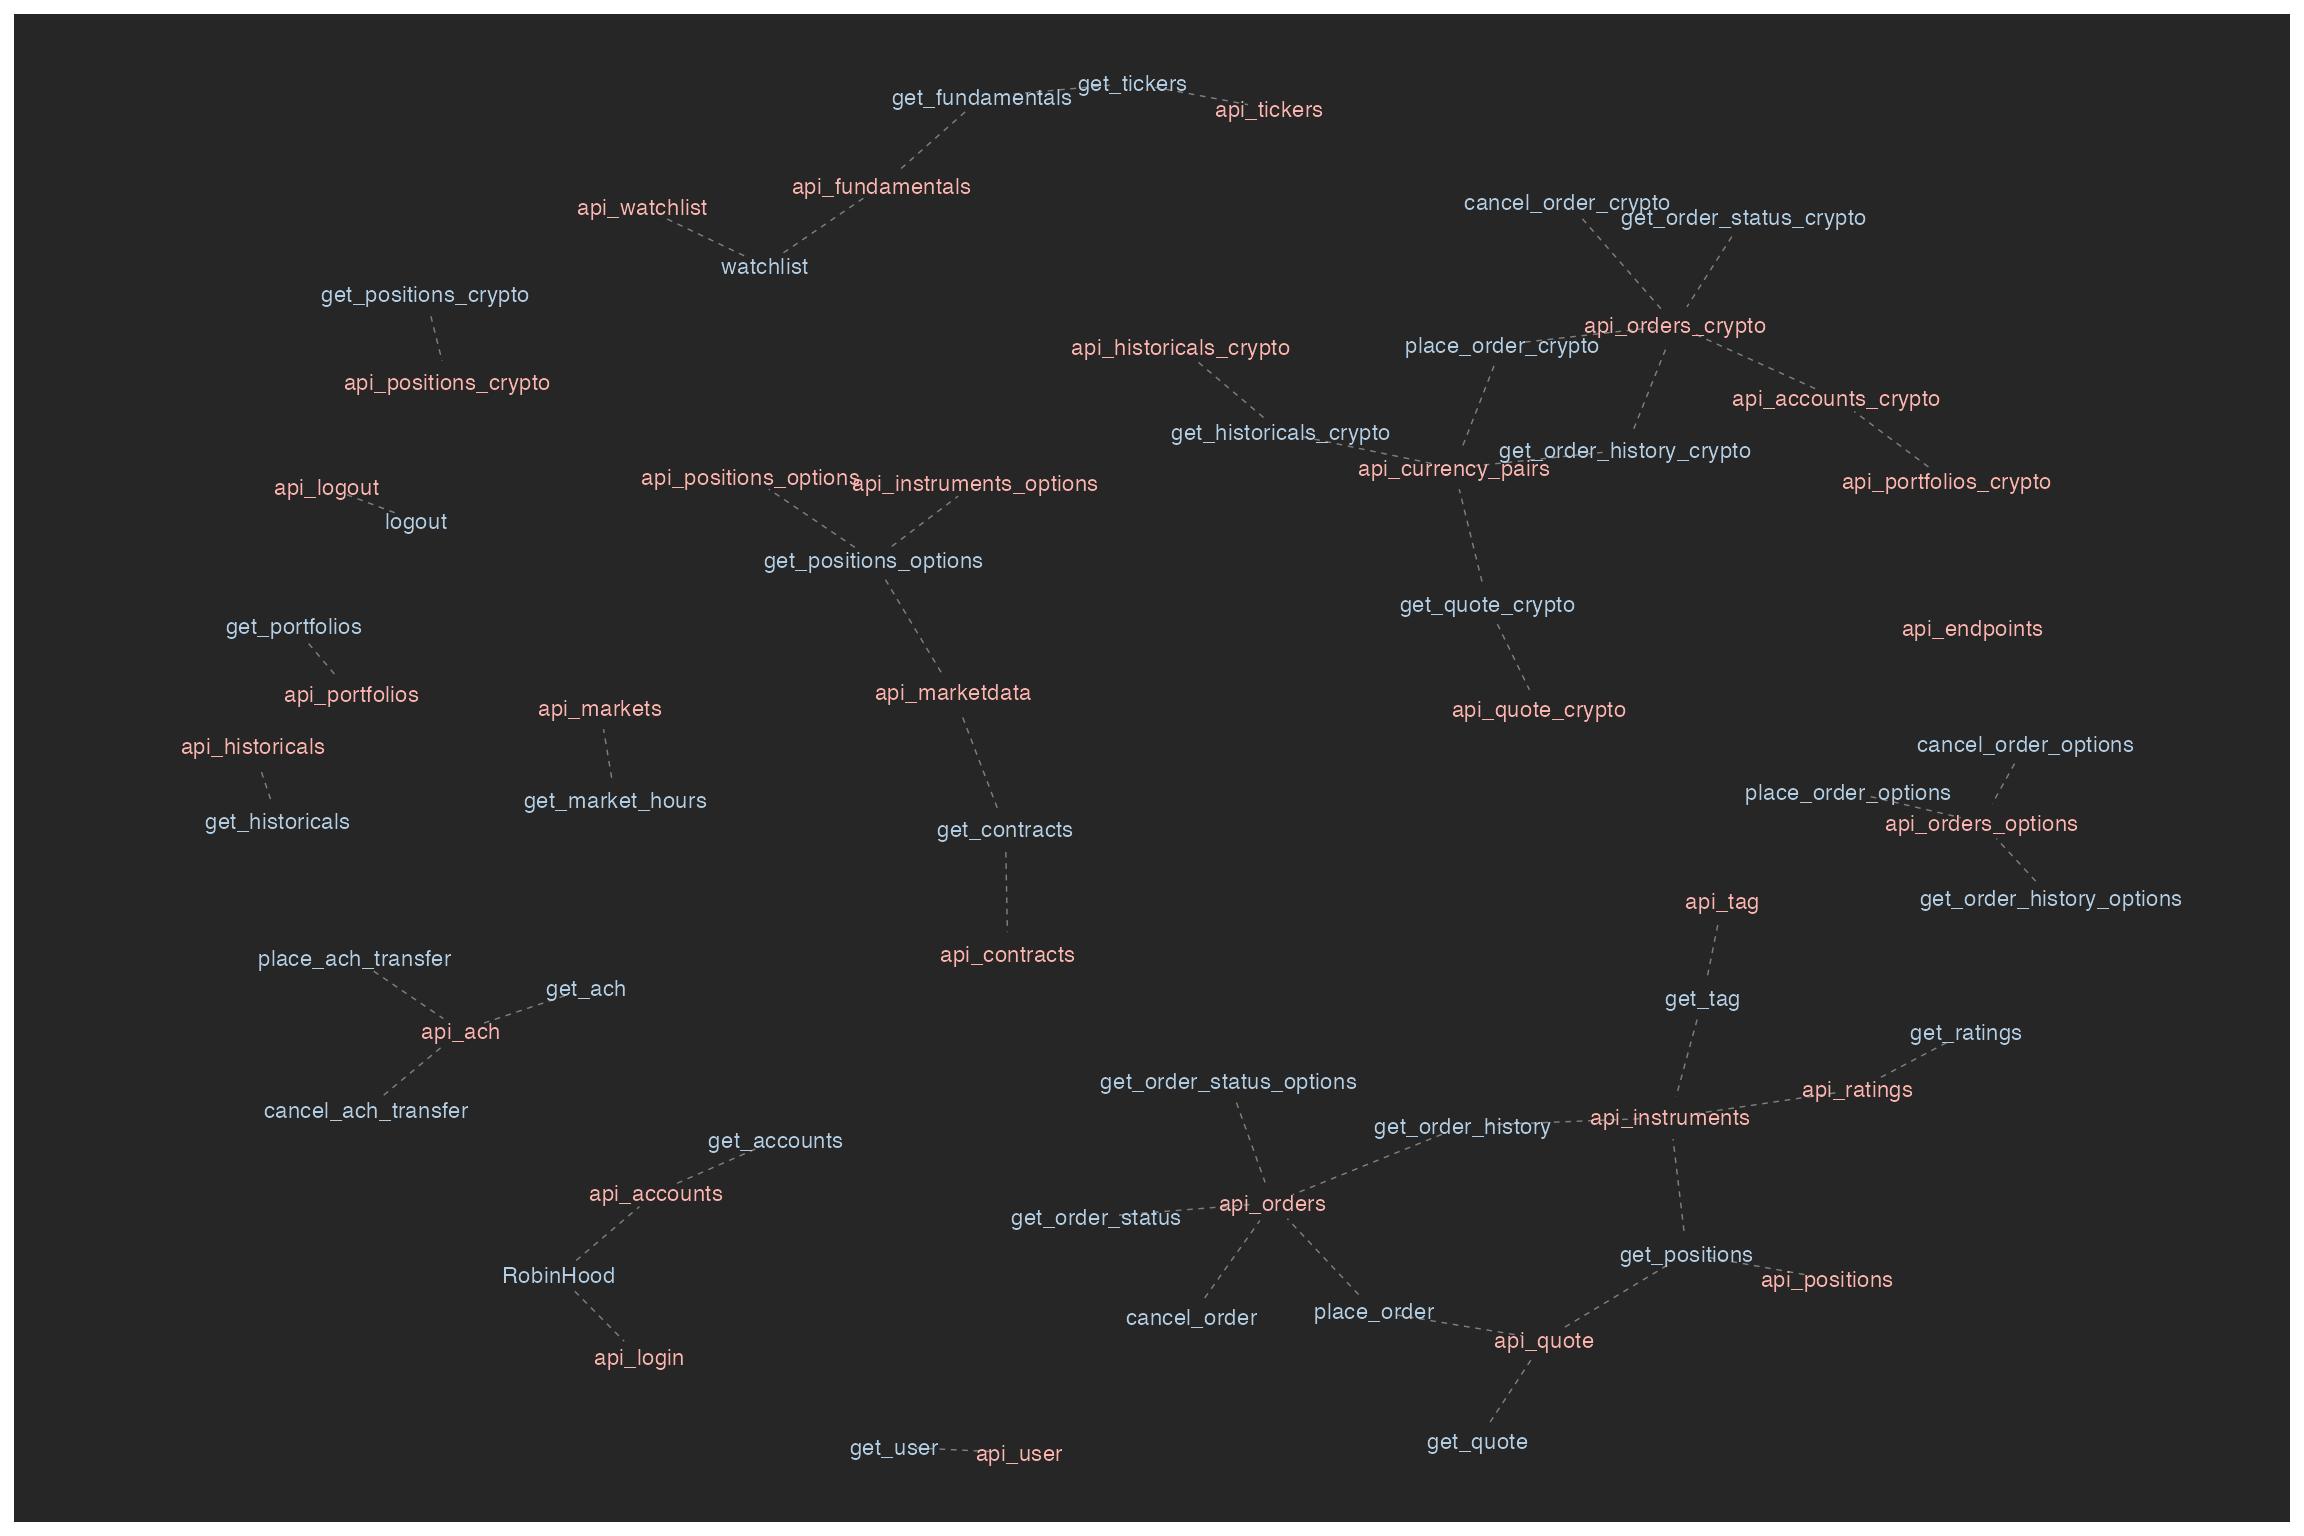 get_tickers
get_fundamentals
api_tickers
api_fundamentals
cancel_order_crypto
api_watchlist
get_order_status_crypto
watchlist
get_positions_crypto
api_orders_crypto
place_order_crypto
api_historicals_crypto
api_positions_crypto
api_accounts_crypto
get_historicals_crypto
get_order_history_crypto
api_currency_pairs
api_positions_options
api_portfolios_crypto
api_instruments_options
api_logout
logout
get_positions_options
get_quote_crypto
get_portfolios
api_endpoints
api_marketdata
api_portfolios
api_markets
api_quote_crypto
cancel_order_options
api_historicals
place_order_options
get_market_hours
get_historicals
api_orders_options
get_contracts
get_order_history_options
api_tag
api_contracts
place_ach_transfer
get_ach
get_tag
api_ach
get_ratings
get_order_status_options
api_ratings
cancel_ach_transfer
api_instruments
get_order_history
get_accounts
api_accounts
api_orders
get_order_status
get_positions
RobinHood
api_positions
place_order
cancel_order
api_quote
api_login
get_quote
get_user
api_user